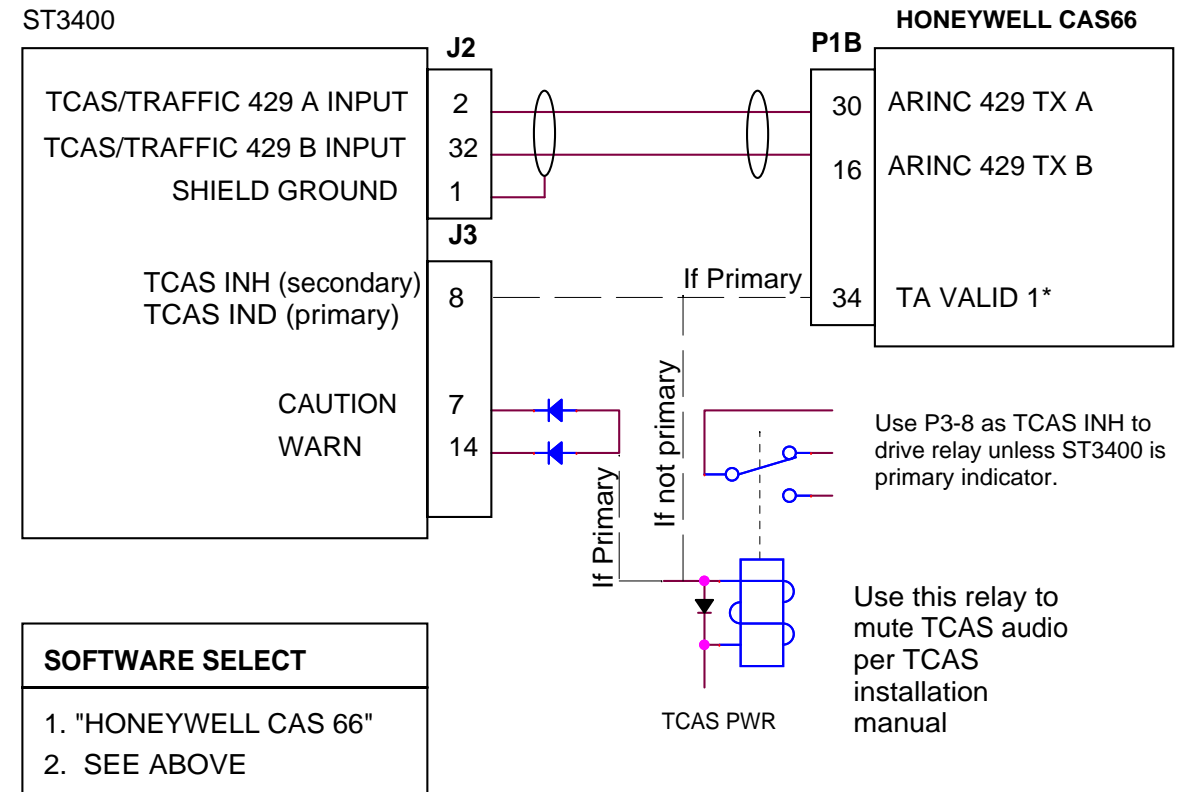 ST3400
HONEYWELL CAS66
J2
P1B
TCAS/TRAFFIC 429 A INPUT
2
30
ARINC 429 TX A
TCAS/TRAFFIC 429 B INPUT
32
16
ARINC 429 TX B
SHIELD GROUND
1
J3
TCAS INH (secondary)
TCAS IND (primary)
8
If Primary
34
TA VALID 1*
CAUTION
7
WARN
14
If Primary
If not primary
Use P3-8 as TCAS INH to
drive relay unless ST3400 is
primary indicator.
Use this relay to
mute TCAS audio
per TCAS
installation
manual
TCAS PWR
SOFTWARE SELECT
1. "HONEYWELL CAS 66"
2. SEE ABOVE